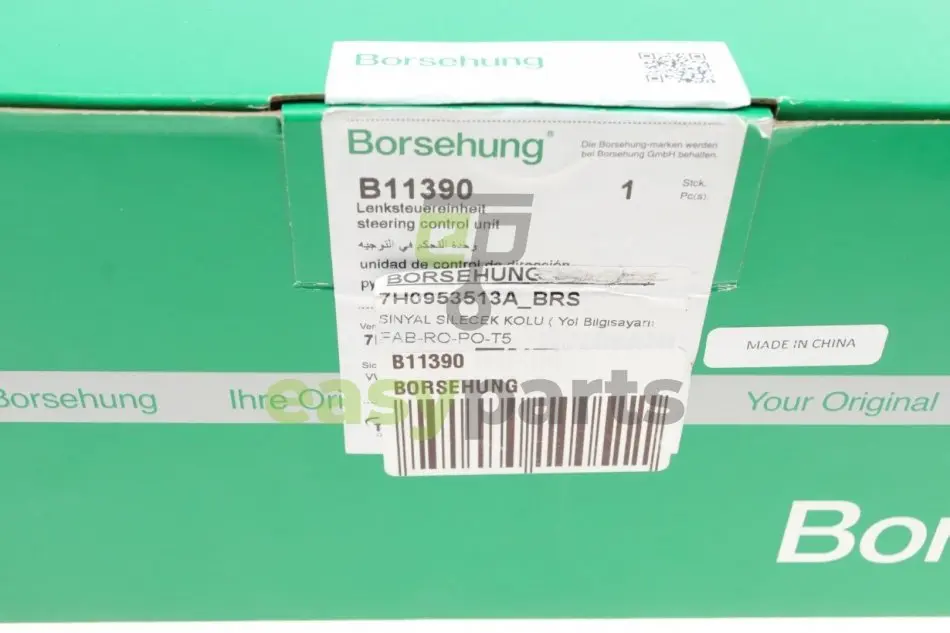 Borsehung
Borsehung®
Die Borsehung-marken werden
bei Borsehung GmbH behalten.
B11390
1
Stck.
Pc(s).
Lenksteuereinheit
steering control unit
وحدة التحكم في التوجيه
unidad de control de dirección
BORSEHUNG
7H0953513A_BRS
SINYAL SILECEK KOLU ( Yol Bilgisayarı)
FAB-RO-PO-T5
B11390
BORSEHUNG
MADE IN CHINA
Borsehung
Ihre Ori
Your Original
easyparts
Bor